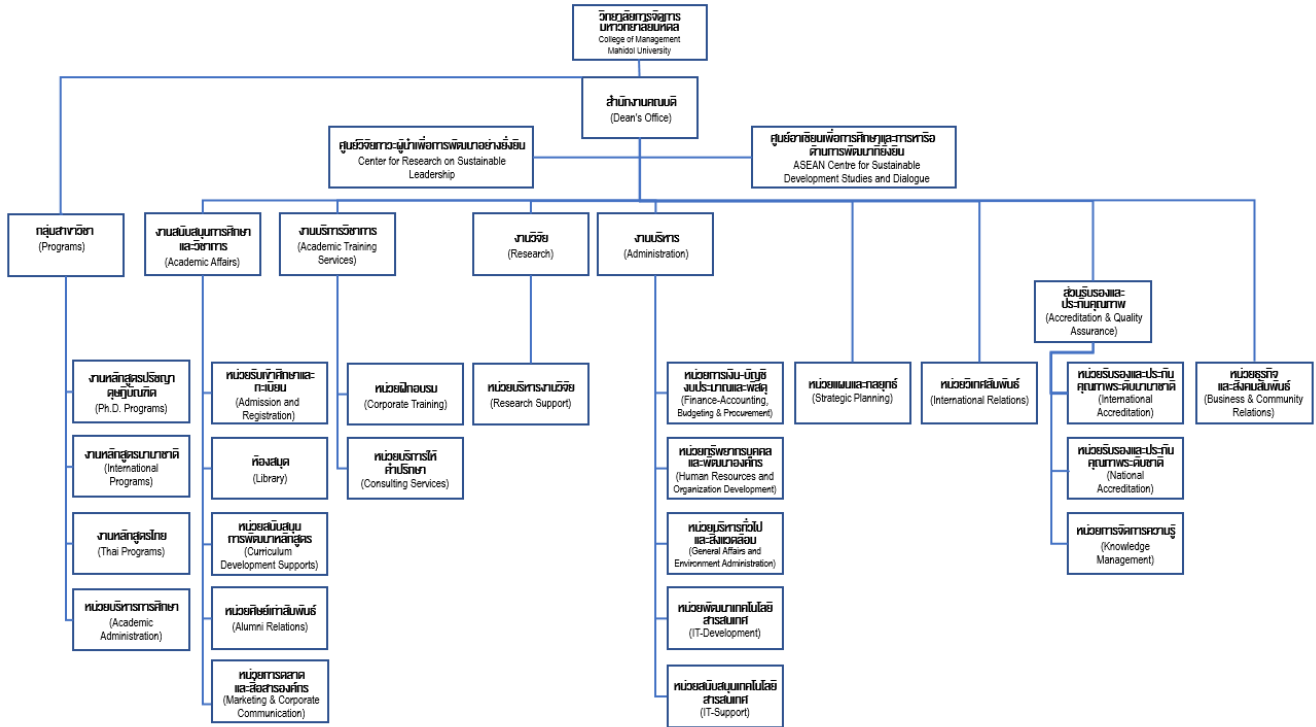 วิทยาลัยการจัดการ
มหาวิทยาลัยมหิดล
College of Management
Mahidol University
สำนักงานคณบดี
(Dean's Office)
ศูนย์วิจัยภาวะผู้นำเพื่อการพัฒนาอย่างยั่งยืน
Center for Research on Sustainable
Leadership
ศูนย์อาเซียนเพื่อการศึกษาและการหารือ
ด้านการพัฒนาที่ยั่งยืน
ASEAN Centre for Sustainable
Development Studies and Dialogue
กลุ่มสาขาวิชา
(Programs)
งานสนับสนุนการศึกษา
และวิชาการ
(Academic Affairs)
งานบริการวิชาการ
(Academic Training
Services)
งานวิจัย
(Research)
งานบริหาร
(Administration)
ส่วนรับรองและ
ประกันคุณภาพ
(Accreditation & Quality
Assurance)
งานหลักสูตรปริชญา
ดุษฎีบัณฑิต
(Ph.D. Programs)
หน่วยรับเข้าศึกษาและ
ทะเบียน
(Admission and
Registration)
หน่วยฝึกอบรม
(Corporate Training)
หน่วยบริหารงานวิจัย
(Research Support)
หน่วยการเงิน-บัญชี
งบประมาณและพัสดุ
(Finance-Accounting,
Budgeting & Procurement)
หน่วยแผนและกลยุทธ์
(Strategic Planning)
หน่วยวิเทศสัมพันธ์
(International Relations)
หน่วยรับรองและประกัน
คุณภาพระดับนานาชาติ
(International
Accreditation)
หน่วยธุรกิจ
และสังคมสัมพันธ์
(Business & Community
Relations)
งานหลักสูตรนานาชาติ
(International
Programs)
ห้องสมุด
(Library)
หน่วยบริการให้
คำปรึกษา
(Consulting Services)
หน่วยทรัพยากรบุคคล
และพัฒนาองค์กร
(Human Resources and
Organization Development)
หน่วยรับรองและประกัน
คุณภาพระดับชาติ
(National
Accreditation)
งานหลักสูตรไทย
(Thai Programs)
หน่วยสนับสนุน
การพัฒนาหลักสูตร
(Curriculum
Development Supports)
หน่วยบริหารทั่วไป
และสิ่งแวดล้อม
(General Affairs and
Environment Administration)
หน่วยการจัดการความรู้
(Knowledge
Management)
หน่วยบริหารการศึกษา
(Academic
Administration)
หน่วยศิษย์เก่าสัมพันธ์
(Alumni Relations)
หน่วยพัฒนาเทคโนโลยี
สารสนเทศ
(IT-Development)
หน่วยการตลาด
และสื่อสารองค์กร
(Marketing & Corporate
Communication)
หน่วยสนับสนุนเทคโนโลยี
สารสนเทศ
(IT-Support)